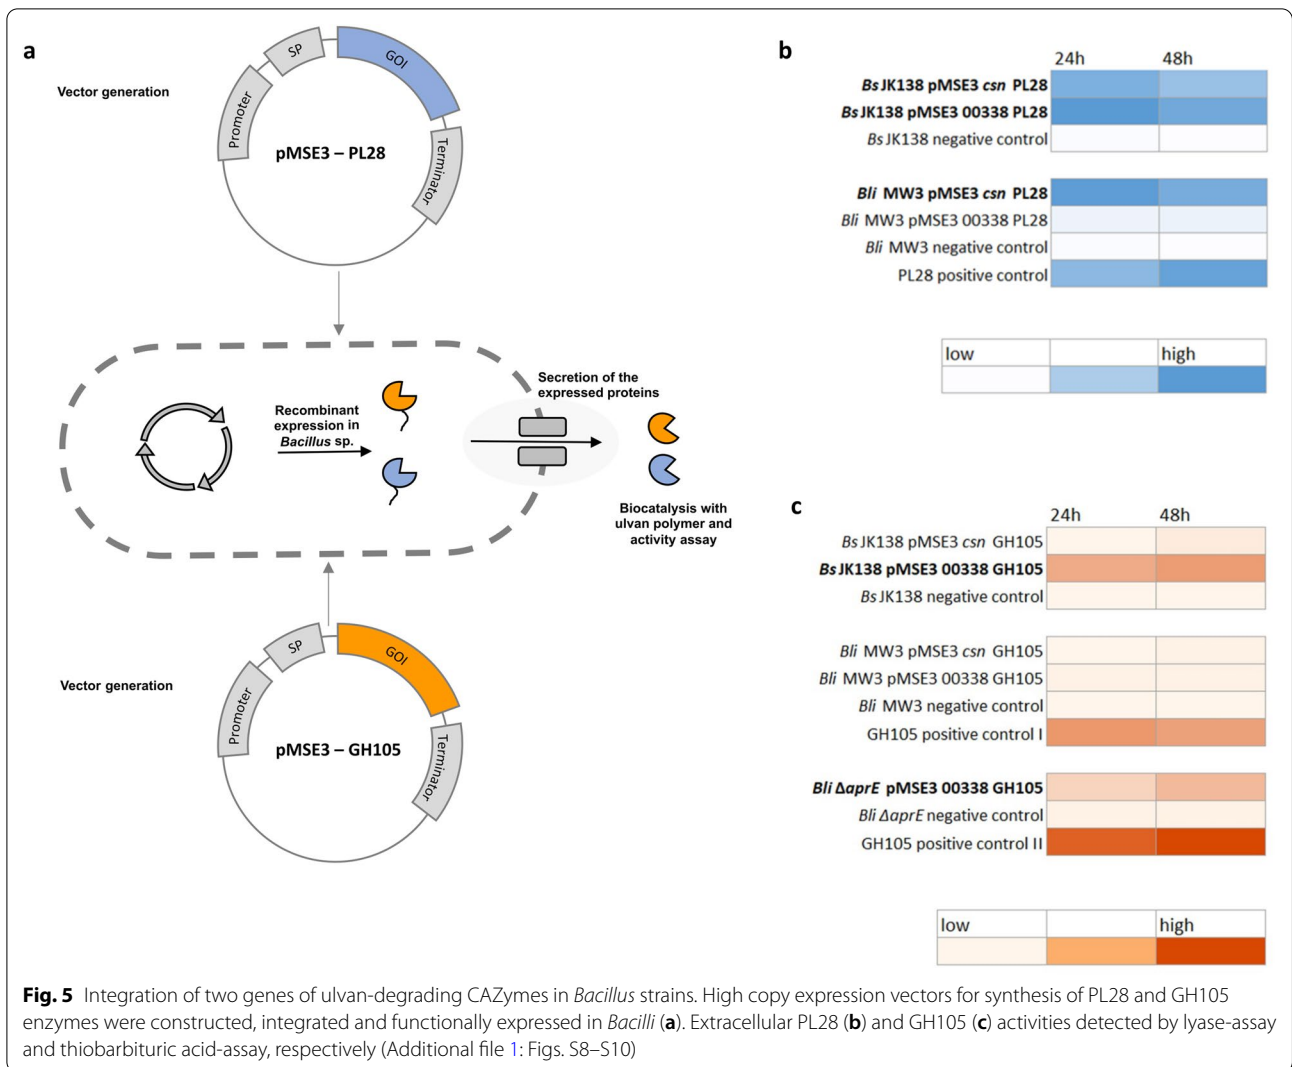 a
Vector generation
SP
GOI
Promoter
Terminator
pMSE3 – PL28
Recombinant
expression in
Bacillus sp.
Secretion of the
expressed proteins
Biocatalysis with
ulvan polymer and
activity assay
Vector generation
SP
GOI
Promoter
Terminator
pMSE3 – GH105
b
24h 48h
Bs JK138 pMSE3 csn PL28
Bs JK138 pMSE3 00338 PL28
Bs JK138 negative control
Bli MW3 pMSE3 csn PL28
Bli MW3 pMSE3 00338 PL28
Bli MW3 negative control
PL28 positive control
low high
c
24h 48h
Bs JK138 pMSE3 csn GH105
Bs JK138 pMSE3 00338 GH105
Bs JK138 negative control
Bli MW3 pMSE3 csn GH105
Bli MW3 pMSE3 00338 GH105
Bli MW3 negative control
GH105 positive control I
Bli ΔaprE pMSE3 00338 GH105
Bli ΔaprE negative control
GH105 positive control II
low high
Fig. 5 Integration of two genes of ulvan-degrading CAZymes in Bacillus strains. High copy expression vectors for synthesis of PL28 and GH105
enzymes were constructed, integrated and functionally expressed in Bacilli (a). Extracellular PL28 (b) and GH105 (c) activities detected by lyase-assay
and thiobarbituric acid-assay, respectively (Additional file 1: Figs. S8–S10)